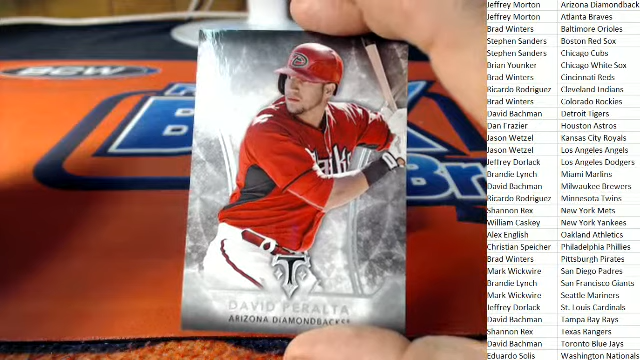 BCW
DAVID PERALTA
ARIZONA DIAMONDBACKS
Jeffrey Morton Arizona Diamondback
Jeffrey Morton Atlanta Braves
Brad Winters Baltimore Orioles
Stephen Sanders Boston Red Sox
Stephen Sanders Chicago Cubs
Brian Younker Chicago White Sox
Brad Winters Cincinnati Reds
Ricardo Rodriguez Cleveland Indians
Brad Winters Colorado Rockies
David Bachman Detroit Tigers
Dan Frazier Houston Astros
Jason Wetzel Kansas City Royals
Jason Wetzel Los Angeles Angels
Jeffrey Dorlack Los Angeles Dodgers
Brandie Lynch Miami Marlins
David Bachman Milwaukee Brewers
Ricardo Rodriguez Minnesota Twins
Shannon Rex New York Mets
William Caskey New York Yankees
Alex English Oakland Athletics
Christian Speicher Philadelphia Phillies
Brad Winters Pittsburgh Pirates
Mark Wickwire San Diego Padres
Brandie Lynch San Francisco Giants
Mark Wickwire Seattle Mariners
Jeffrey Dorlack St. Louis Cardinals
David Bachman Tampa Bay Rays
Shannon Rex Texas Rangers
David Bachman Toronto Blue Jays
Eduardo Solis Washington Nationals